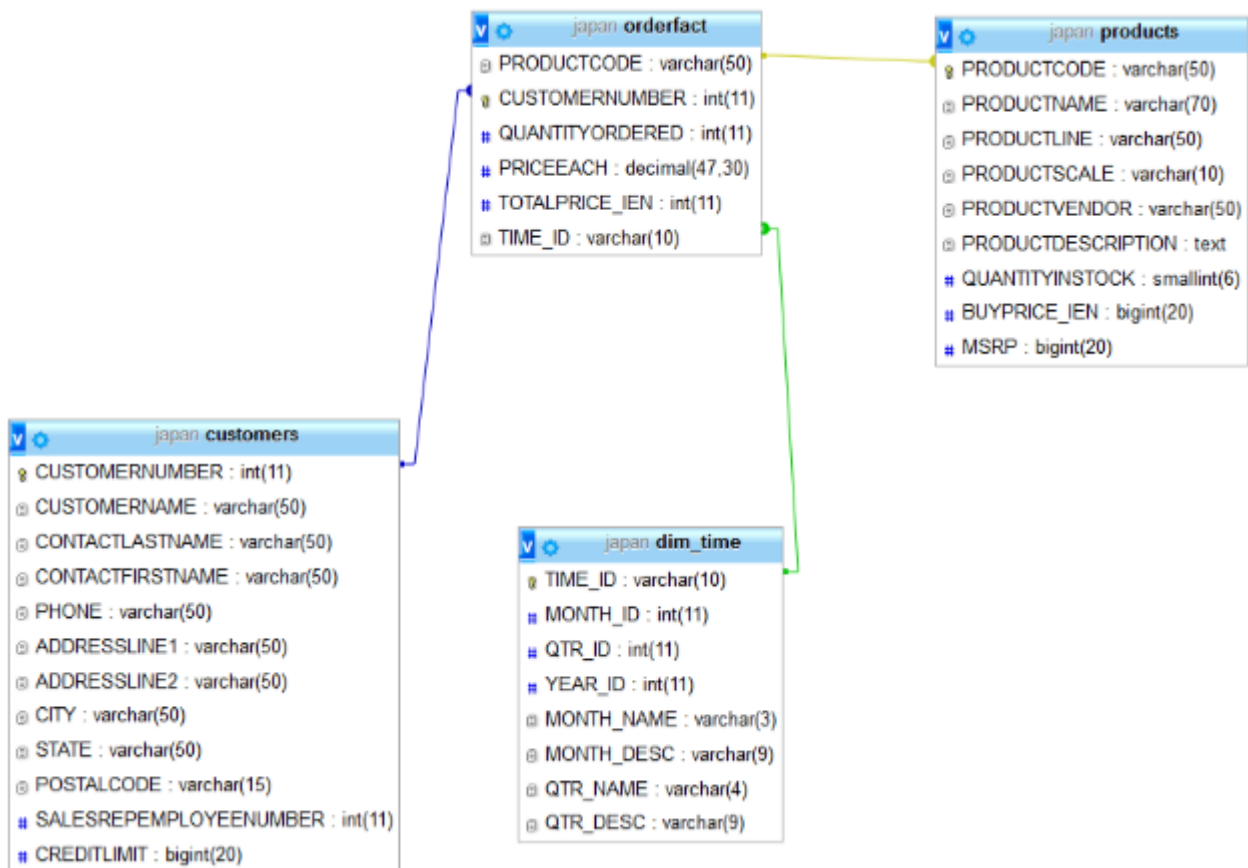 japan orderfact
PRODUCTCODE : varchar(50)
CUSTOMERNUMBER : int(11)
# QUANTITYORDERED : int(11)
# PRICEEACH : decimal(47,30)
# TOTALPRICE_IEN : int(11)
TIME_ID : varchar(10)
japan products
PRODUCTCODE : varchar(50)
PRODUCTNAME : varchar(70)
PRODUCTLINE : varchar(50)
PRODUCTSCALE : varchar(10)
PRODUCTVENDOR : varchar(50)
PRODUCTDESCRIPTION : text
# QUANTITYINSTOCK : smallint(6)
# BUYPRICE_IEN : bigint(20)
# MSRP : bigint(20)
japan customers
CUSTOMERNUMBER : int(11)
CUSTOMERNAME : varchar(50)
CONTACTLASTNAME : varchar(50)
CONTACTFIRSTNAME : varchar(50)
PHONE : varchar(50)
ADDRESSLINE1 : varchar(50)
ADDRESSLINE2 : varchar(50)
CITY : varchar(50)
STATE : varchar(50)
POSTALCODE : varchar(15)
# SALESREPEMPLOYEENUMBER : int(11)
# CREDITLIMIT : bigint(20)
japan dim_time
TIME_ID : varchar(10)
# MONTH_ID : int(11)
# QTR_ID : int(11)
# YEAR_ID : int(11)
MONTH_NAME : varchar(3)
MONTH_DESC : varchar(9)
QTR_NAME : varchar(4)
QTR_DESC : varchar(9)